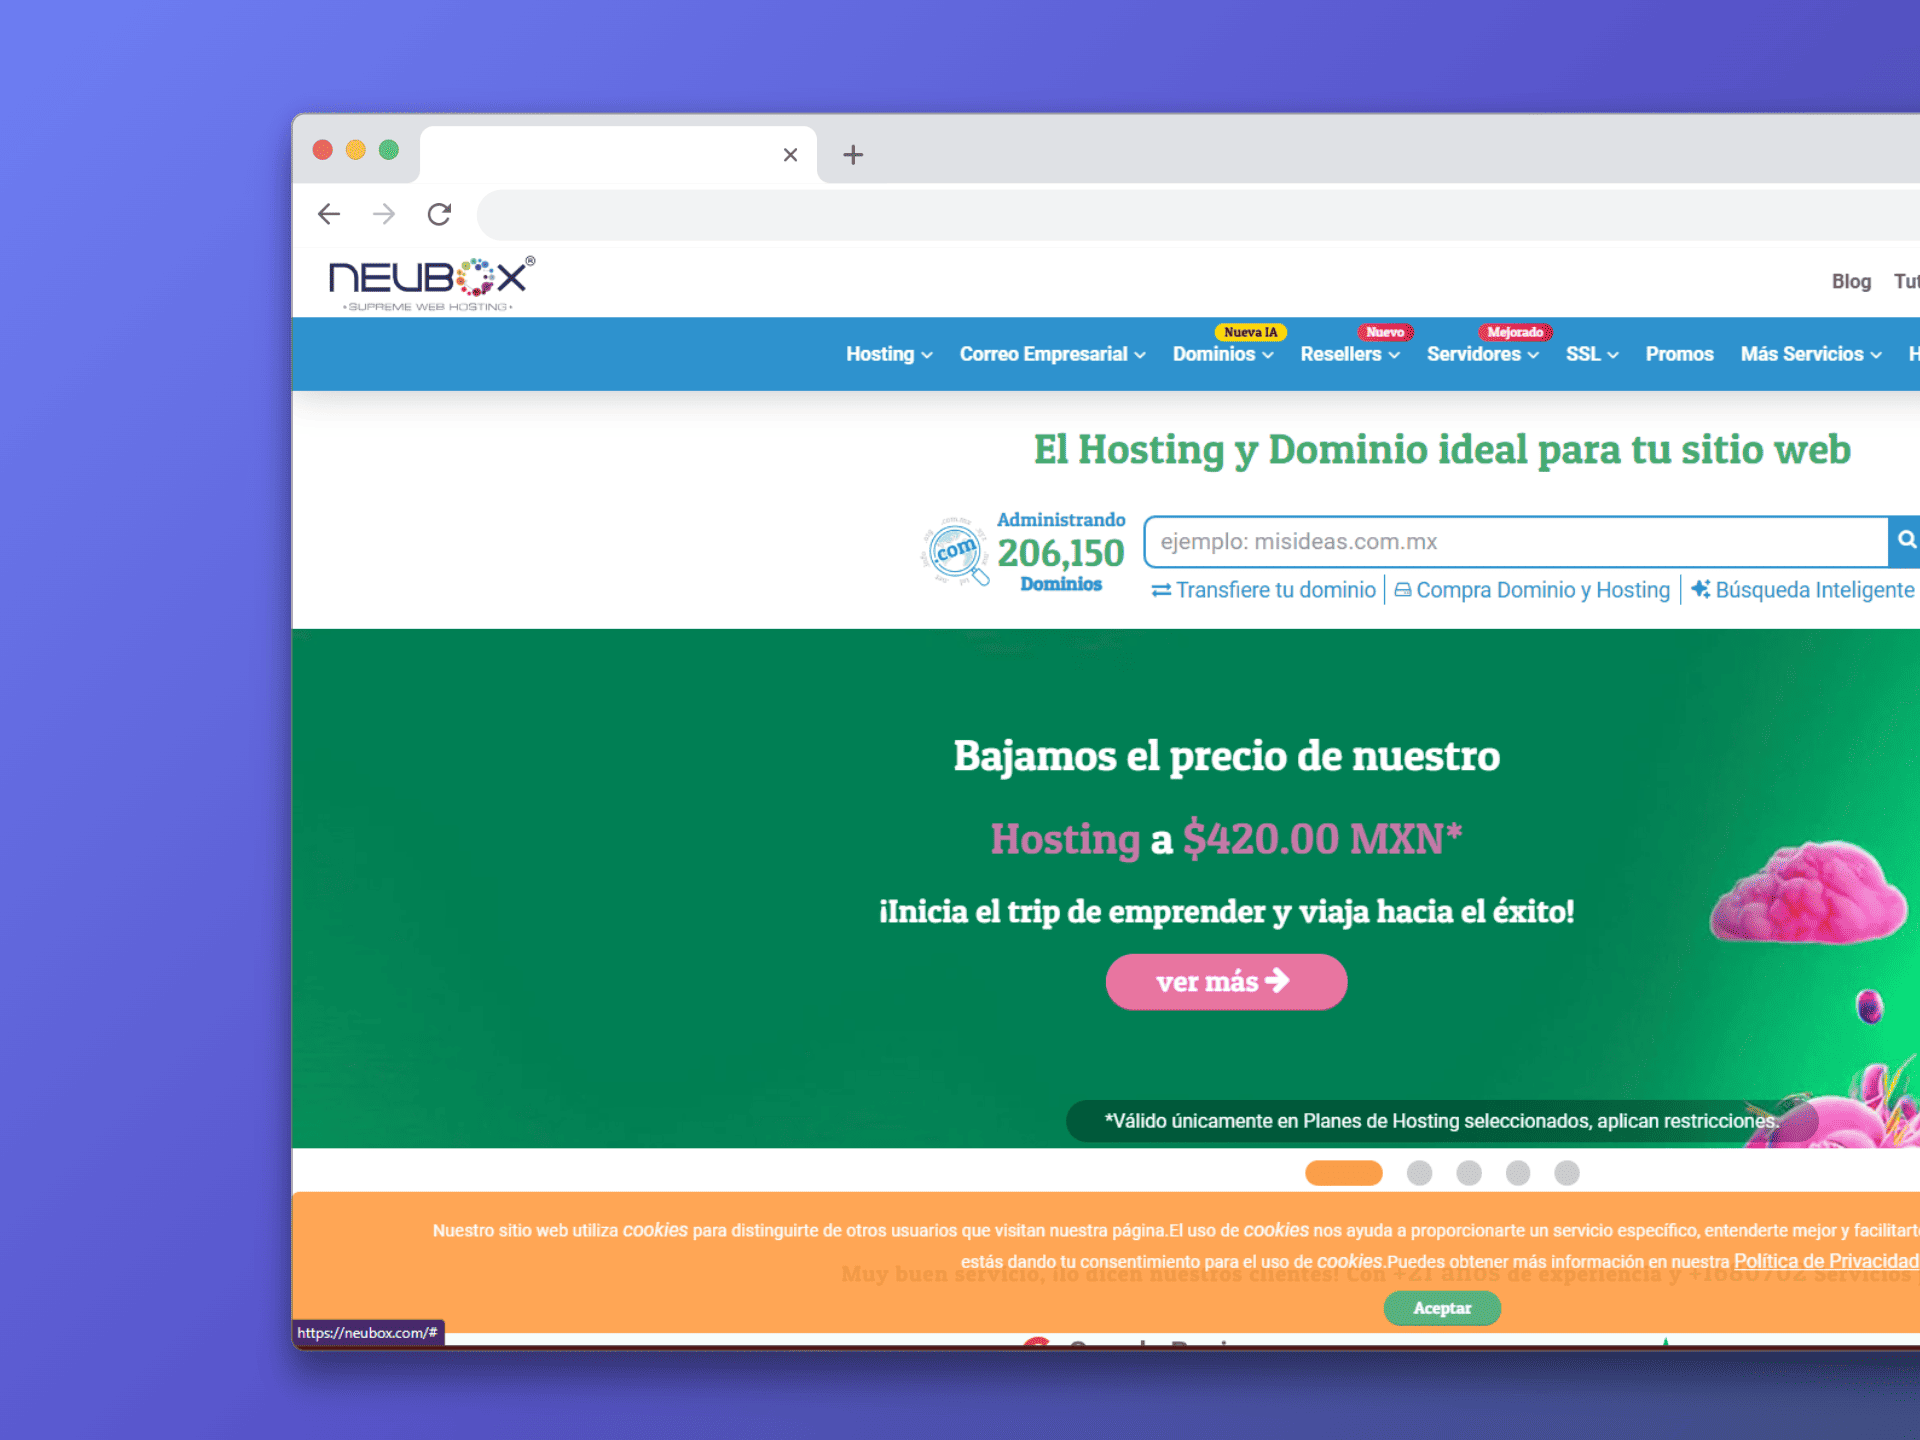 NEUBOX®
•SUPREME WEB HOSTING•
Blog
Nueva IA
Nuevo
Mejorado
Hosting
Correo Empresarial
Dominios
Resellers
Servidores
SSL
Promos
Más Servicios
El Hosting y Dominio ideal para tu sitio web
.com
Administrando
206,150
Dominios
ejemplo: misideas.com.mx
Transfiere tu dominio | Compra Dominio y Hosting | Búsqueda Inteligente
Bajamos el precio de nuestro
Hosting a $420.00 MXN*
¡Inicia el trip de emprender y viaja hacia el éxito!
ver más
*Válido únicamente en Planes de Hosting seleccionados, aplican restricciones.
Nuestro sitio web utiliza cookies para distinguirte de otros usuarios que visitan nuestra página.El uso de cookies nos ayuda a proporcionarte un servicio específico, entenderte mejor y
estás dando tu consentimiento para el uso de cookies.Puedes obtener más información en nuestra Política de Privacidad
Muy buen servicio, ¡lo dicen nuestros clientes! Con +21 años de experiencia y +1680702 Servicios
Aceptar
https://neubox.com/#